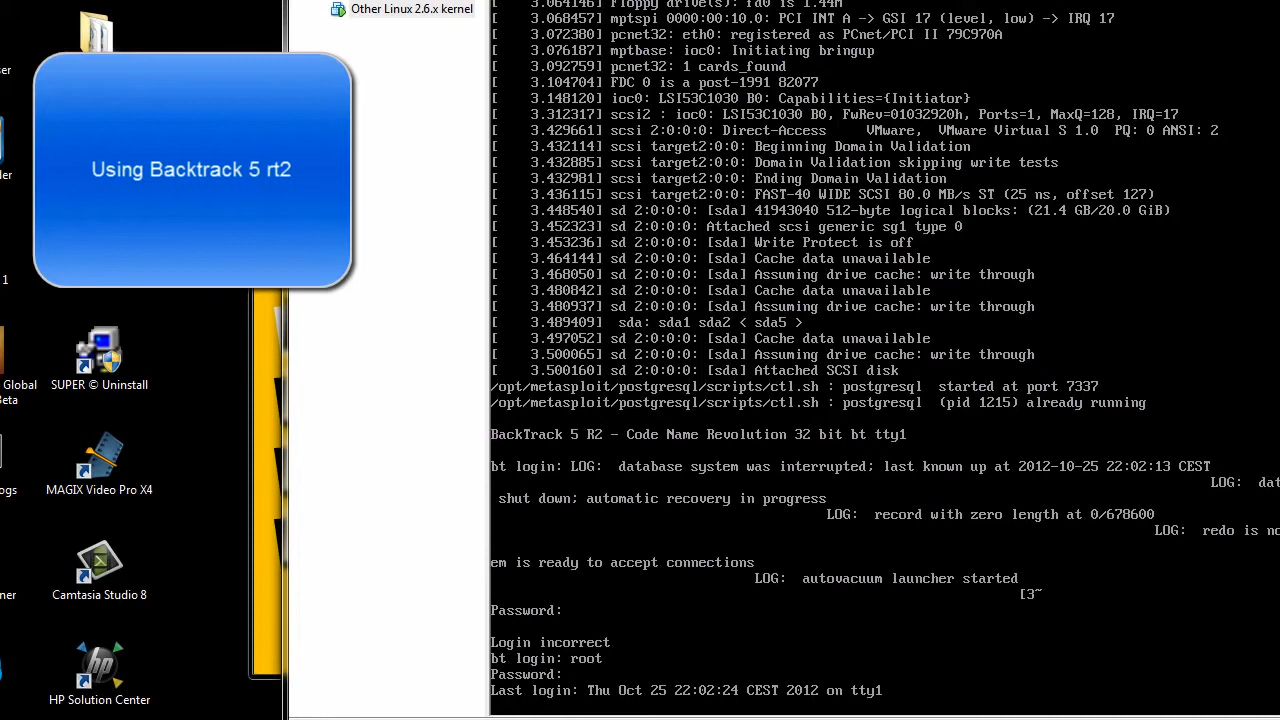 Other Linux 2.6.x kernel
ser
Using Backtrack 5 rt2
ler
1
Global
Beta
SUPER © Uninstall
ogs
MAGIX Video Pro X4
ner
Camtasia Studio 8
HP Solution Center
[    3.064146] Floppy drive(s): fd0 is 1.44M
[    3.068457] mptspi 0000:00:10.0: PCI INT A -> GSI 17 (level, low) -> IRQ 17
[    3.072380] pcnet32: eth0: registered as PCnet/PCI II 79C970A
[    3.076187] mptbase: ioc0: Initiating bringup
[    3.092759] pcnet32: 1 cards_found
[    3.104704] FDC 0 is a post-1991 82077
[    3.148120] ioc0: LSI53C1030 B0: Capabilities={Initiator}
[    3.312317] scsi2 : ioc0: LSI53C1030 B0, FwRev=01032920h, Ports=1, MaxQ=128, IRQ=17
[    3.429661] scsi 2:0:0:0: Direct-Access     VMware,  VMware Virtual S 1.0  PQ: 0 ANSI: 2
[    3.432114] scsi target2:0:0: Beginning Domain Validation
[    3.432885] scsi target2:0:0: Domain Validation skipping write tests
[    3.432981] scsi target2:0:0: Ending Domain Validation
[    3.436115] scsi target2:0:0: FAST-40 WIDE SCSI 80.0 MB/s ST (25 ns, offset 127)
[    3.448540] sd 2:0:0:0: [sda] 41943040 512-byte logical blocks: (21.4 GB/20.0 GiB)
[    3.452323] sd 2:0:0:0: Attached scsi generic sg1 type 0
[    3.453236] sd 2:0:0:0: [sda] Write Protect is off
[    3.464144] sd 2:0:0:0: [sda] Cache data unavailable
[    3.468050] sd 2:0:0:0: [sda] Assuming drive cache: write through
[    3.480842] sd 2:0:0:0: [sda] Cache data unavailable
[    3.480937] sd 2:0:0:0: [sda] Assuming drive cache: write through
[    3.489409]  sda: sda1 sda2 < sda5 >
[    3.497052] sd 2:0:0:0: [sda] Cache data unavailable
[    3.500065] sd 2:0:0:0: [sda] Assuming drive cache: write through
[    3.500160] sd 2:0:0:0: [sda] Attached SCSI disk
/opt/metasploit/postgresql/scripts/ctl.sh : postgresql  started at port 7337
/opt/metasploit/postgresql/scripts/ctl.sh : postgresql  (pid 1215) already running
BackTrack 5 R2 - Code Name Revolution 32 bit bt tty1
bt login: LOG:  database system was interrupted; last known up at 2012-10-25 22:02:13 CEST
LOG:  dat
shut down; automatic recovery in progress
LOG:  record with zero length at 0/678600
LOG:  redo is no
em is ready to accept connections
LOG:  autovacuum launcher started
[3~
Password:
Login incorrect
bt login: root
Password:
Last login: Thu Oct 25 22:02:24 CEST 2012 on tty1